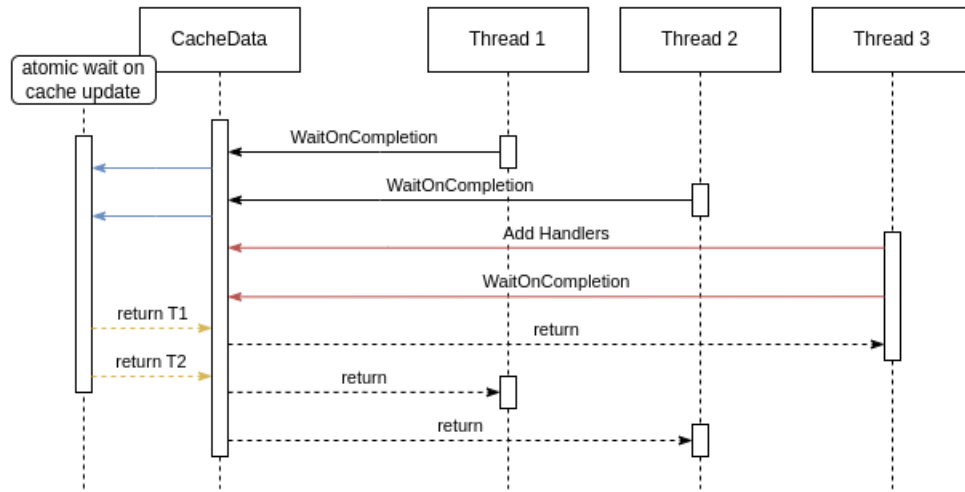 CacheData
Thread 1
Thread 2
Thread 3
atomic wait on
cache update
WaitOnCompletion
WaitOnCompletion
Add Handlers
WaitOnCompletion
return T1
return
return T2
return
return